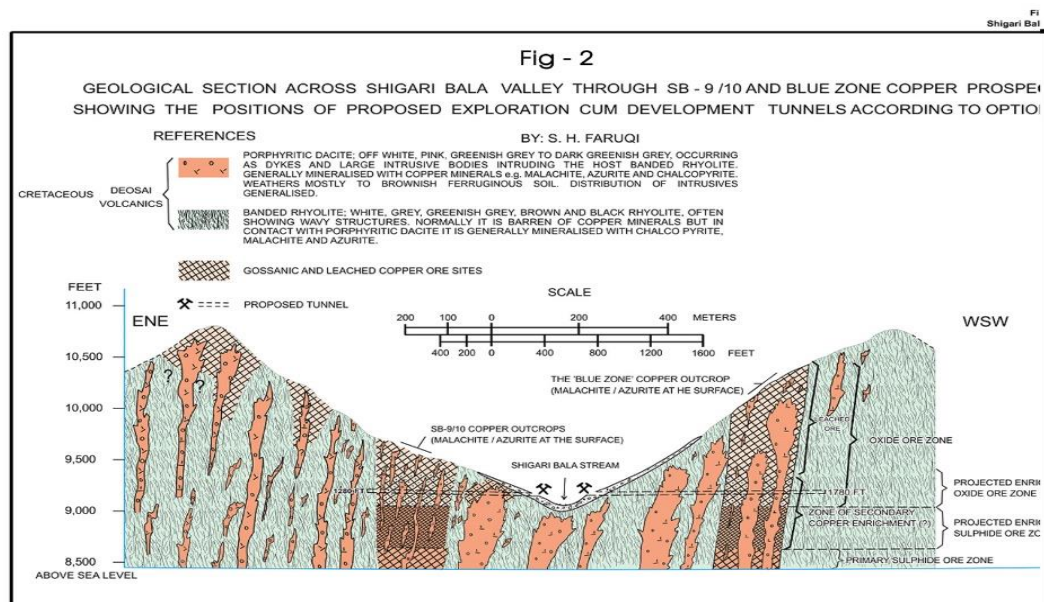 Fi
Shigari Bal
Fig - 2
GEOLOGICAL SECTION ACROSS SHIGARI BALA VALLEY THROUGH SB - 9 /10 AND BLUE ZONE COPPER PROSPE
SHOWING THE POSITIONS OF PROPOSED EXPLORATION CUM DEVELOPMENT TUNNELS ACCORDING TO OPTIO
REFERENCES
BY: S. H. FARUQI
CRETACEOUS
DEOSAI
VOLCANICS
PORPHYRITIC DACITE; OFF WHITE, PINK, GREENISH GREY TO DARK GREENISH GREY, OCCURRING
AS DYKES AND LARGE INTRUSIVE BODIES INTRUDING THE HOST BANDED RHYOLITE.
GENERALLY MINERALISED WITH COPPER MINERALS e.g. MALACHITE, AZURITE AND CHALCOPYRITE.
WEATHERS MOSTLY TO BROWNISH FERRUGINOUS SOIL. DISTRIBUTION OF INTRUSIVES
GENERALISED.
BANDED RHYOLITE; WHITE, GREY, GREENISH GREY, BROWN AND BLACK RHYOLITE, OFTEN
SHOWING WAVY STRUCTURES. NORMALLY IT IS BARREN OF COPPER MINERALS BUT IN
CONTACT WITH PORPHYRITIC DACITE IT IS GENERALLY MINERALISED WITH CHALCO PYRITE,
MALACHITE AND AZURITE.
GOSSANIC AND LEACHED COPPER ORE SITES
PROPOSED TUNNEL
SCALE
200 100 0 200 400 METERS
400 200 0 400 800 1200 1600 FEET
FEET
11,000
10,500
10,000
9,500
9,000
8,500
ABOVE SEA LEVEL
ENE
WSW
? ?
THE 'BLUE ZONE' COPPER OUTCROP
(MALACHITE / AZURITE AT HE SURFACE)
SB-9/10 COPPER OUTCROPS
(MALACHITE / AZURITE AT THE SURFACE)
SHIGARI BALA STREAM
LEACHED
ORE
OXIDE ORE ZONE
1280 FT
1780 FT
PROJECTED ENRI
OXIDE ORE ZONE
ZONE OF SECONDARY
COPPER ENRICHMENT (?)
PROJECTED ENRI
SULPHIDE ORE ZO
PRIMARY SULPHIDE ORE ZONE